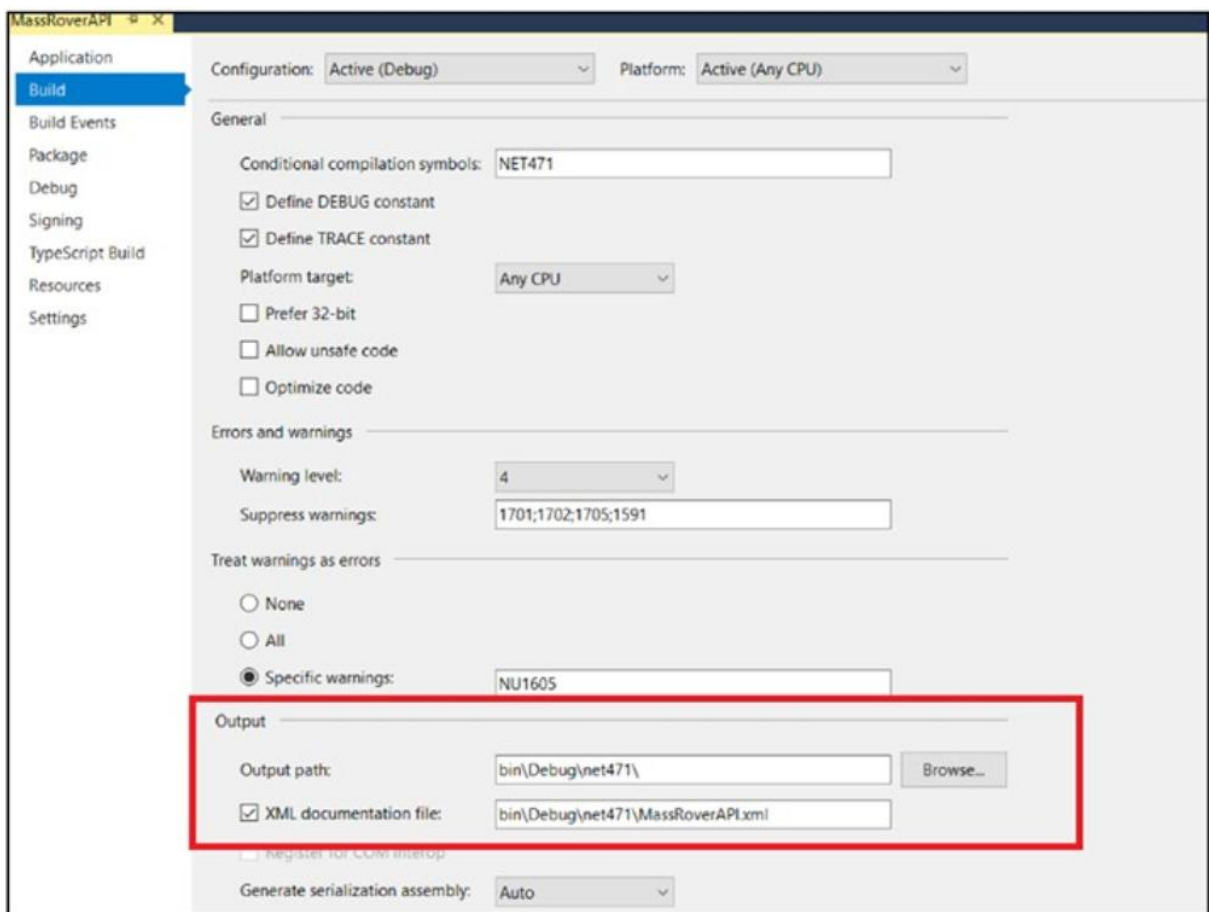 MassRoverAPI
Application
Build
Build Events
Package
Debug
Signing
TypeScript Build
Resources
Settings
Configuration: Active (Debug) Platform: Active (Any CPU)
General
Conditional compilation symbols: NET471
Define DEBUG constant
Define TRACE constant
Platform target: Any CPU
Prefer 32-bit
Allow unsafe code
Optimize code
Errors and warnings
Warning level: 4
Suppress warnings: 1701;1702;1705;1591
Treat warnings as errors
None
All
Specific warnings: NU1605
Output
Output path: bin\Debug\net471\ Browse...
XML documentation file: bin\Debug\net471\MassRoverAPI.xml
Register for COM interop
Generate serialization assembly: Auto